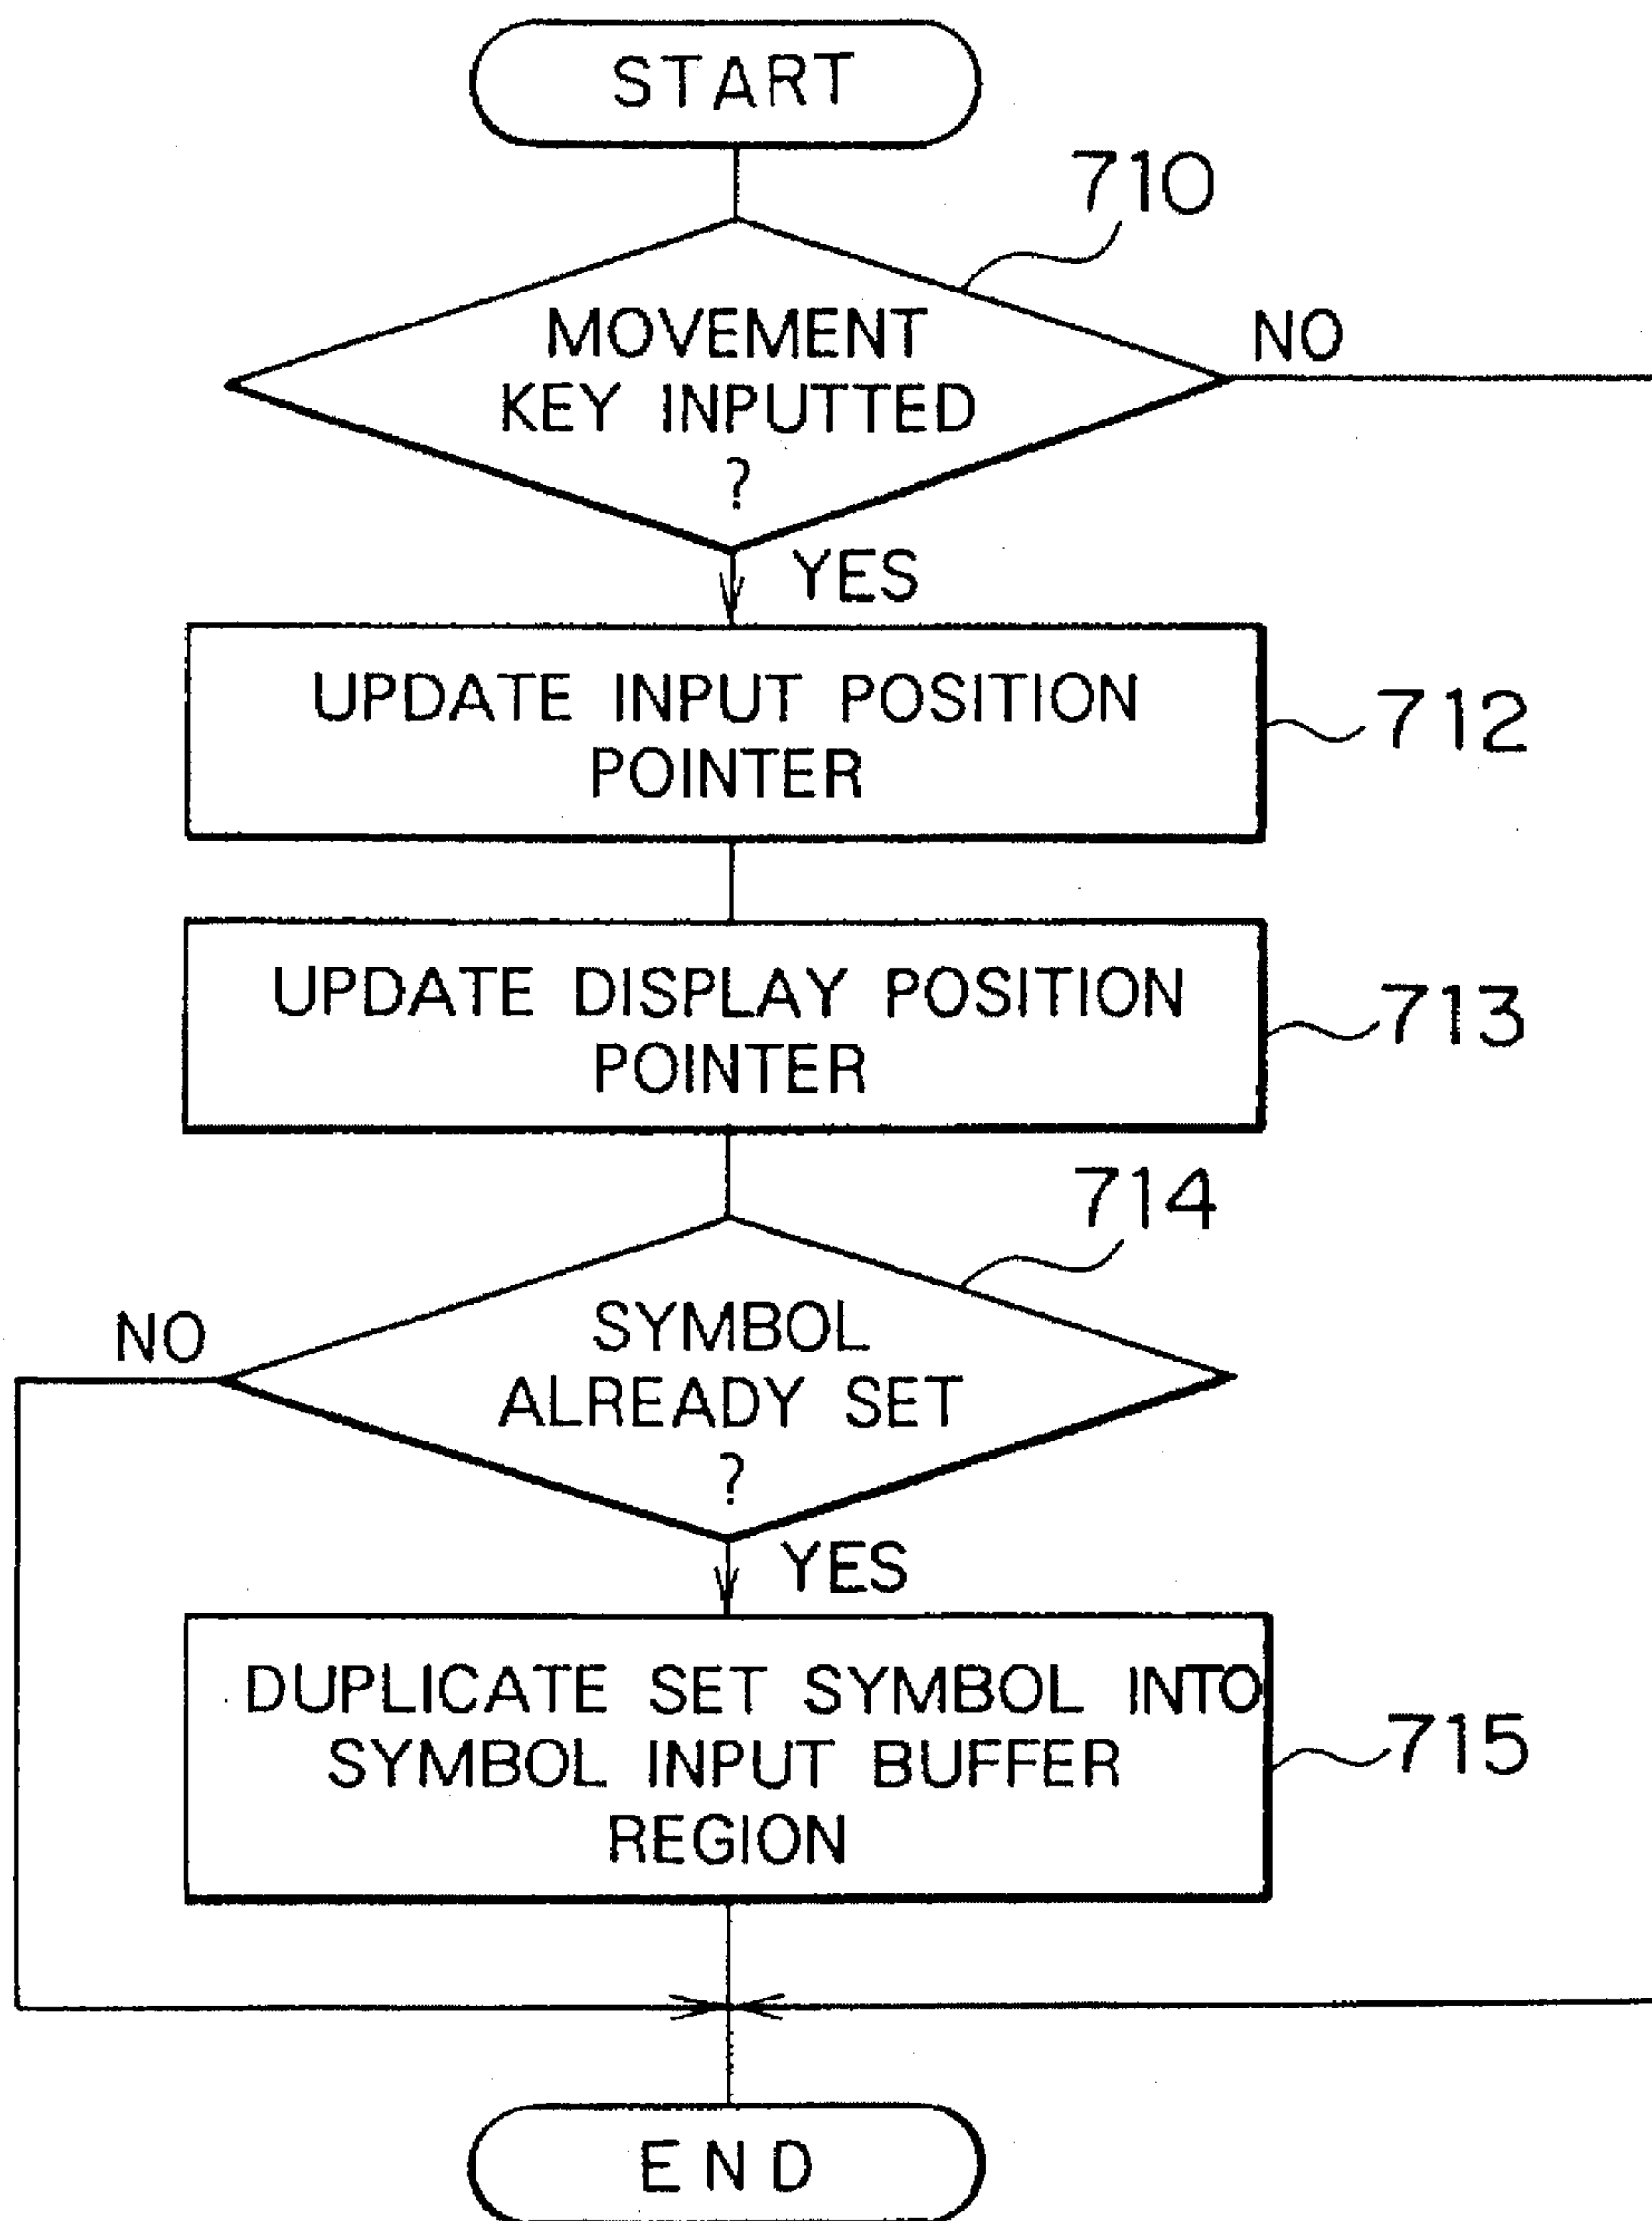 START
710
MOVEMENT
KEY INPUTTED
?
NO
YES
UPDATE INPUT POSITION
POINTER
712
UPDATE DISPLAY POSITION
POINTER
713
714
SYMBOL
ALREADY SET
?
NO
YES
DUPLICATE SET SYMBOL INTO
SYMBOL INPUT BUFFER
REGION
715
END